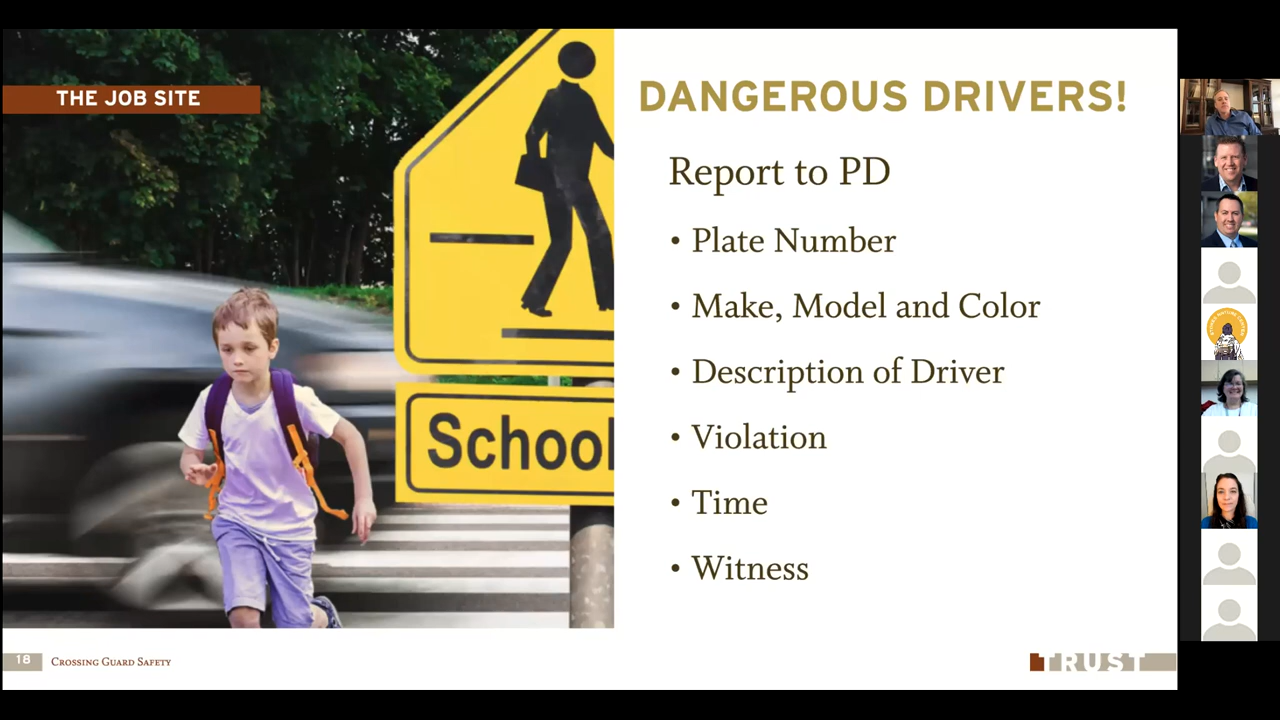 THE JOB SITE
School
DANGEROUS DRIVERS!
Report to PD
• Plate Number
• Make, Model and Color
• Description of Driver
• Violation
• Time
• Witness
18
Crossing Guard Safety
TRUST